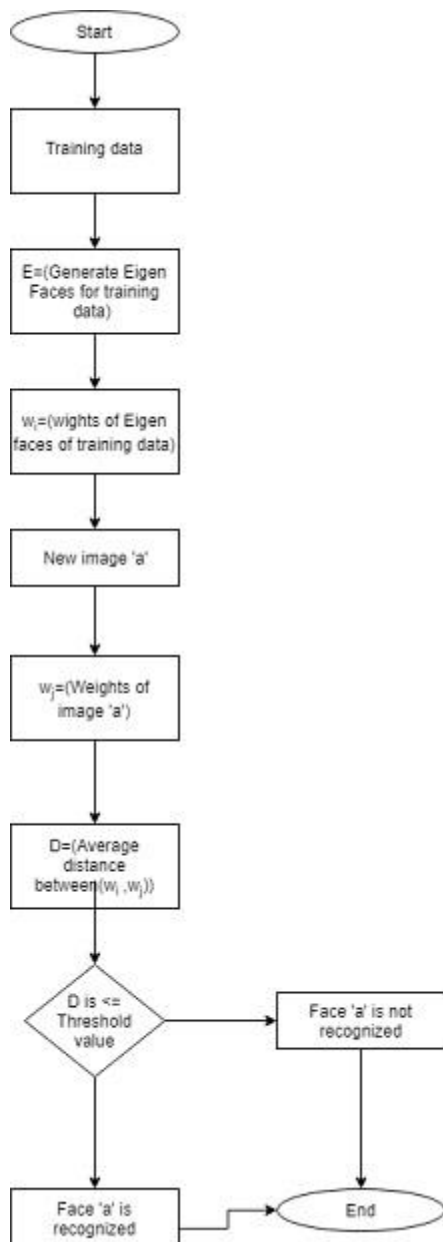 Start
Training data
E=(Generate Eigen
Faces for training
data)
wᵢ=(wights of Eigen
faces of training data)
New image 'a'
wⱼ=(Weights of
image 'a')
D=(Average
distance
between(wᵢ ,wⱼ))
D is <=
Threshold
value
Face 'a' is not
recognized
Face 'a' is
recognized
End